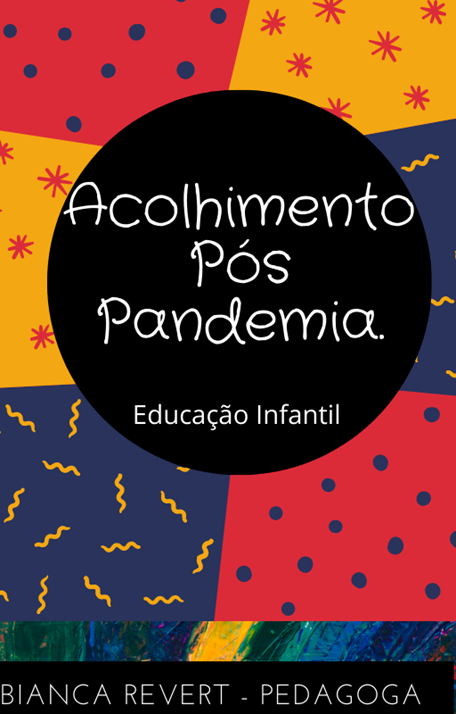 Acolhimento
Pós
Pandemia.
Educação Infantil
BIANCA REVERT - PEDAGOGA